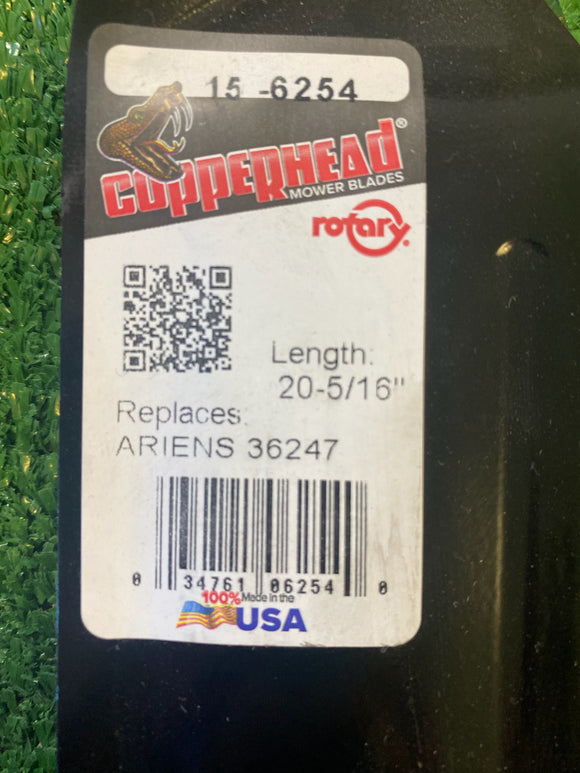 15 -6254
COPPERHEAD®
MOWER BLADES
rotary®
Length:
20-5/16"
Replaces:
ARIENS 36247
0 34761 06254 0
100% Made in the
USA